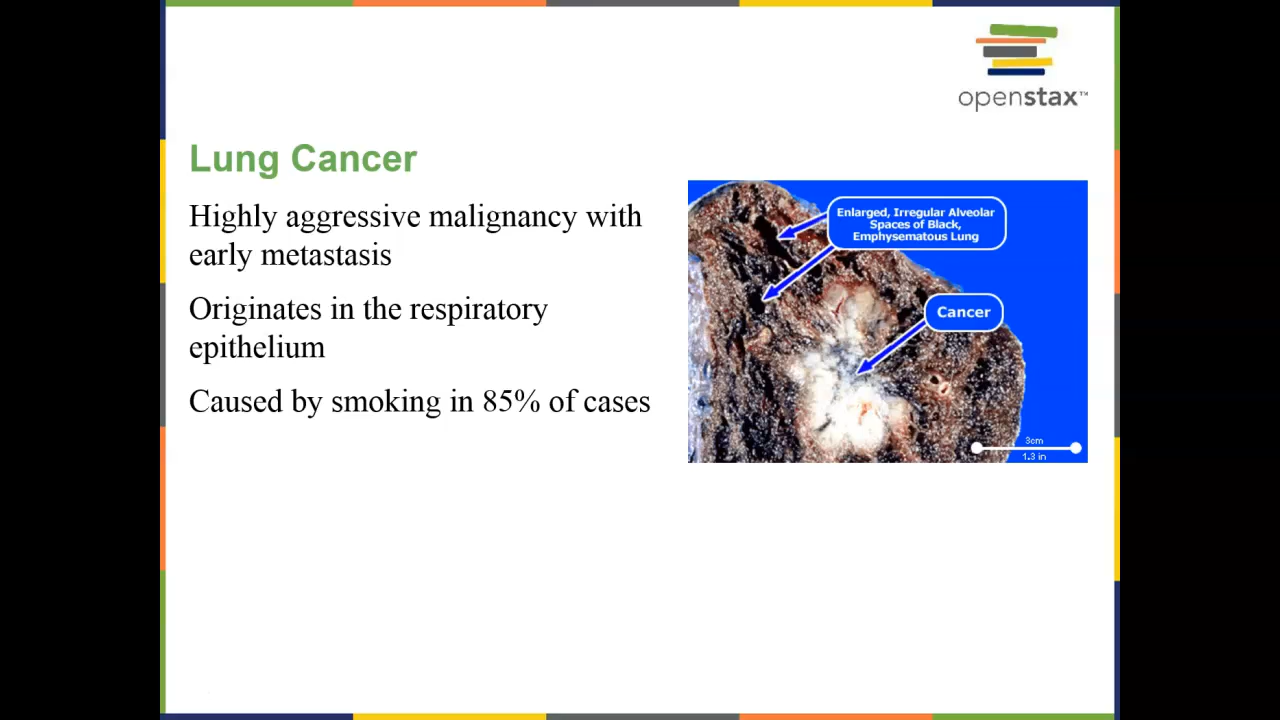 openstax™
Lung Cancer
Highly aggressive malignancy with
early metastasis
Originates in the respiratory
epithelium
Caused by smoking in 85% of cases
Enlarged, Irregular Alveolar
Spaces of Black,
Emphysematous Lung
Cancer
3cm
1.3 in